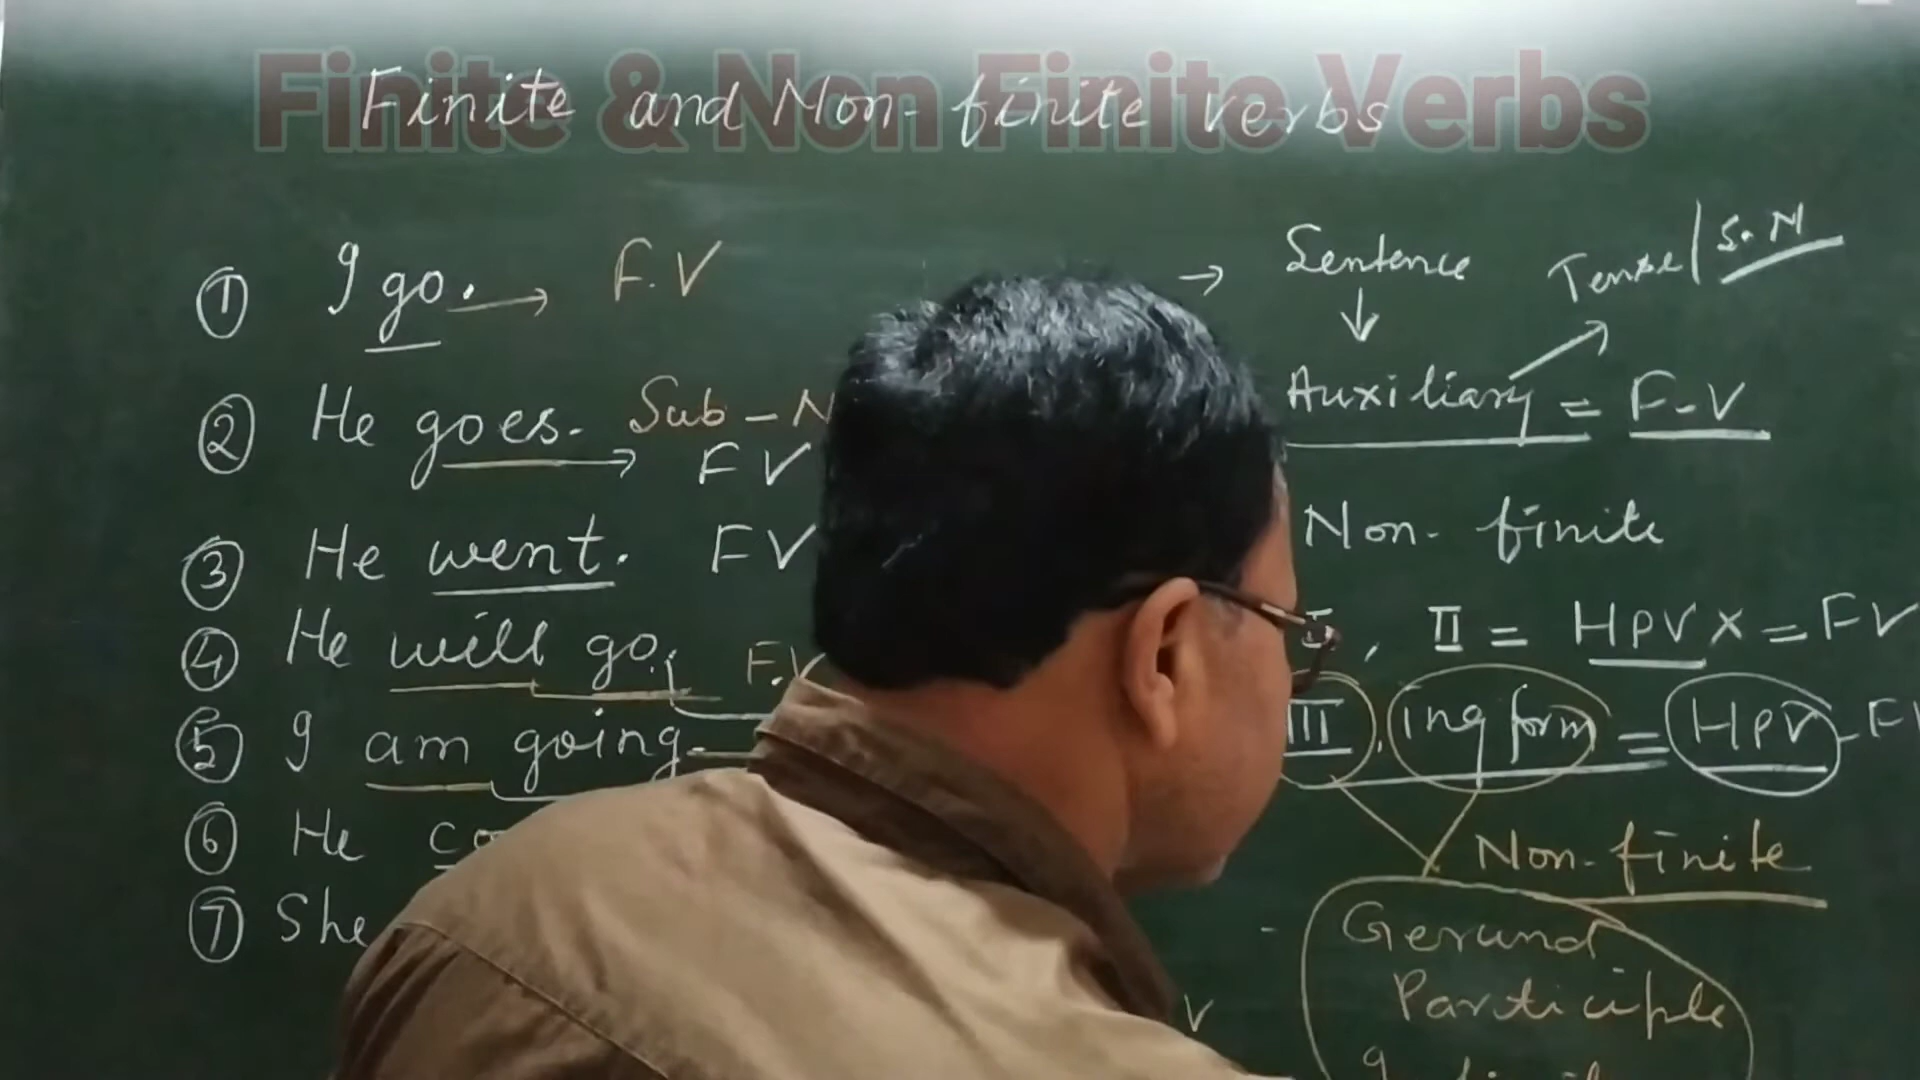 Finite & Non Finite Verbs
Finite and Non-finite verbs
① I go. → F.V
② He goes. → Sub - N
FV
③ He went. FV
④ He will go. F.V
⑤ I am going.
⑥ He
⑦ She
→ Sentence Tense / S.N
↓
Auxiliary = F-V
Non-finite
I, II = HPV X = FV
III, ing form = HPV - F
Non-finite
Gerund
Participle
V